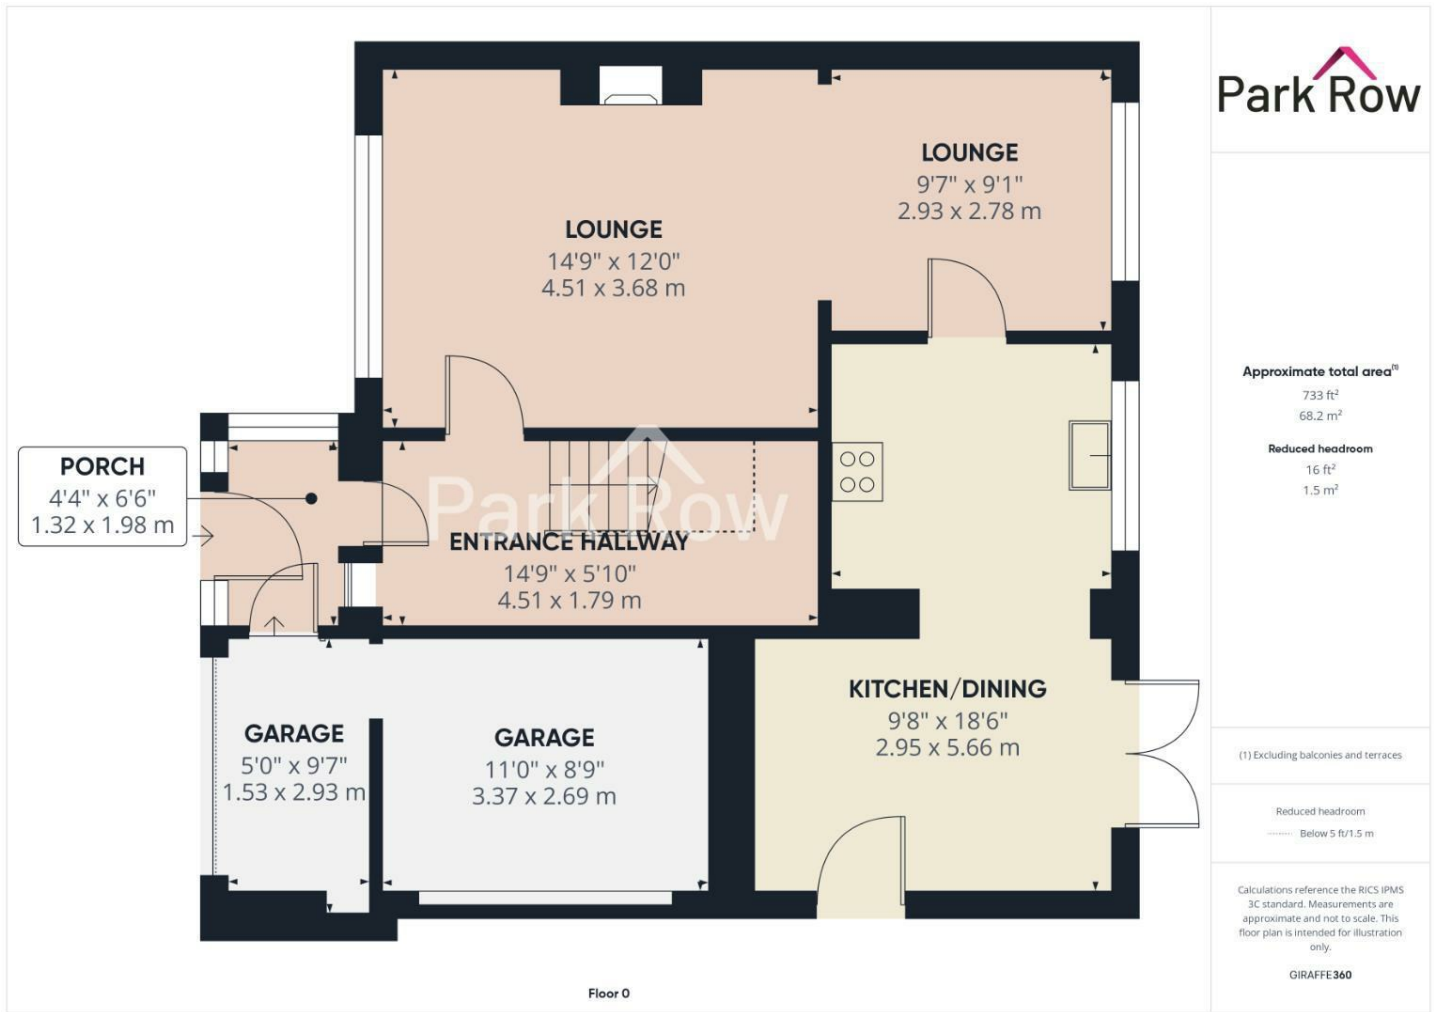 LOUNGE
14'9" x 12'0"
4.51 x 3.68 m
LOUNGE
9'7" x 9'1"
2.93 x 2.78 m
PORCH
4'4" x 6'6"
1.32 x 1.98 m
Park Row
ENTRANCE HALLWAY
14'9" x 5'10"
4.51 x 1.79 m
GARAGE
5'0" x 9'7"
1.53 x 2.93 m
GARAGE
11'0" x 8'9"
3.37 x 2.69 m
KITCHEN/DINING
9'8" x 18'6"
2.95 x 5.66 m
Floor 0
Park Row
Approximate total area(1)
733 ft²
68.2 m²
Reduced headroom
16 ft²
1.5 m²
(1) Excluding balconies and terraces
Reduced headroom
Below 5 ft/1.5 m
Calculations reference the RICS IPMS
3C standard. Measurements are
approximate and not to scale. This
floor plan is intended for illustration
only.
GIRAFFE360